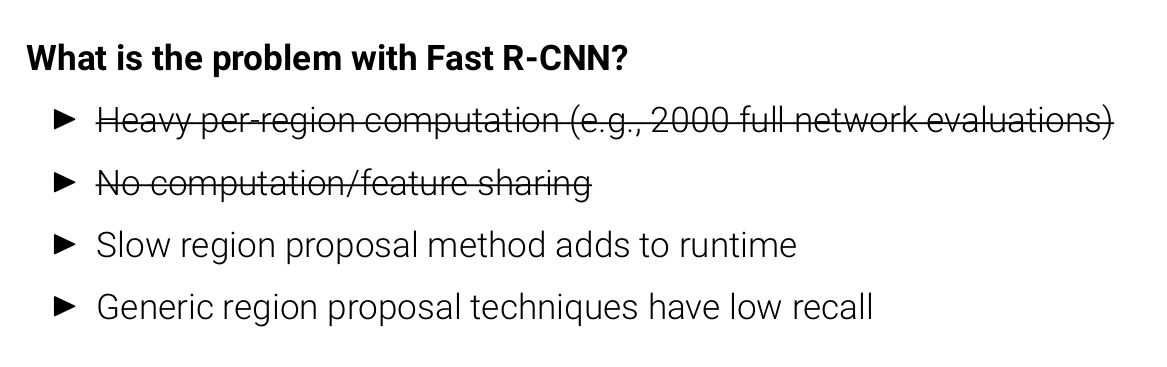 What is the problem with Fast R-CNN?
► Heavy per-region computation (e.g., 2000 full network evaluations)
► No computation/feature sharing
► Slow region proposal method adds to runtime
► Generic region proposal techniques have low recall